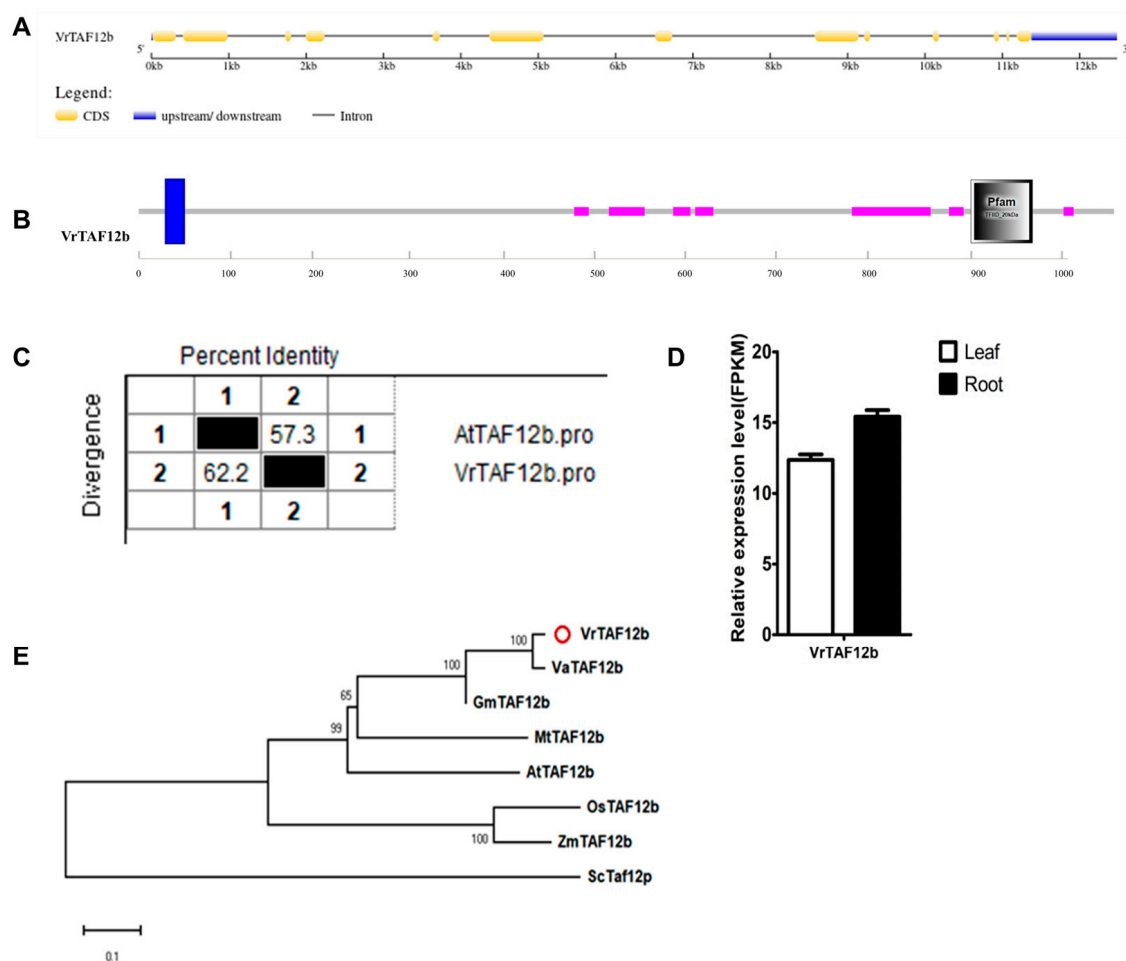 A
VrTAF12b
5'
3
0kb 1kb 2kb 3kb 4kb 5kb 6kb 7kb 8kb 9kb 10kb 11kb 12kb
Legend:
CDS upstream/ downstream Intron
B
VrTAF12b
Pfam
TFIID_20kDa
0 100 200 300 400 500 600 700 800 900 1000
C
Percent Identity
Divergence
1 2
1 57.3 1 AtTAF12b.pro
2 62.2 2 VrTAF12b.pro
1 2
D
Relative expression level(FPKM)
20
15
10
5
0
VrTAF12b
Leaf
Root
E
100 VrTAF12b
VaTAF12b
100
GmTAF12b
65
MtTAF12b
99
AtTAF12b
OsTAF12b
100
ZmTAF12b
ScTaf12p
0.1